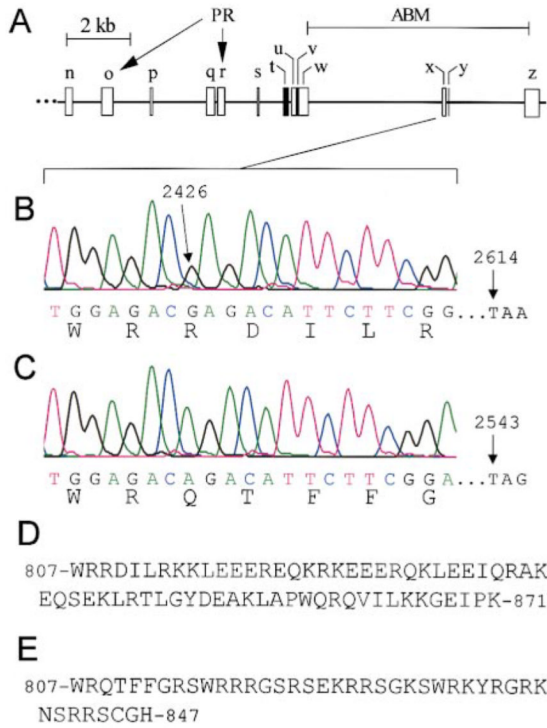 A
PR
ABM
2 kb
u v
n o p q r s t w x y z
B
2426
2614
TGGAGACGAGACATTCTTCGG...TAA
W R R D I L R
C
2543
TGGAGACAGACATTCTTCGGA...TAG
W R Q T F F G
D
807-WRRDILRKKLEEEREQKRKEEERQKLEEIQRAK
EQSEKLRTLGYDEAKLAPWQRQVILKKGEIPK-871
E
807-WRQTFFGRSWRRRGSRSEKRRSGKSWRKYRGRK
NSRRSCGH-847